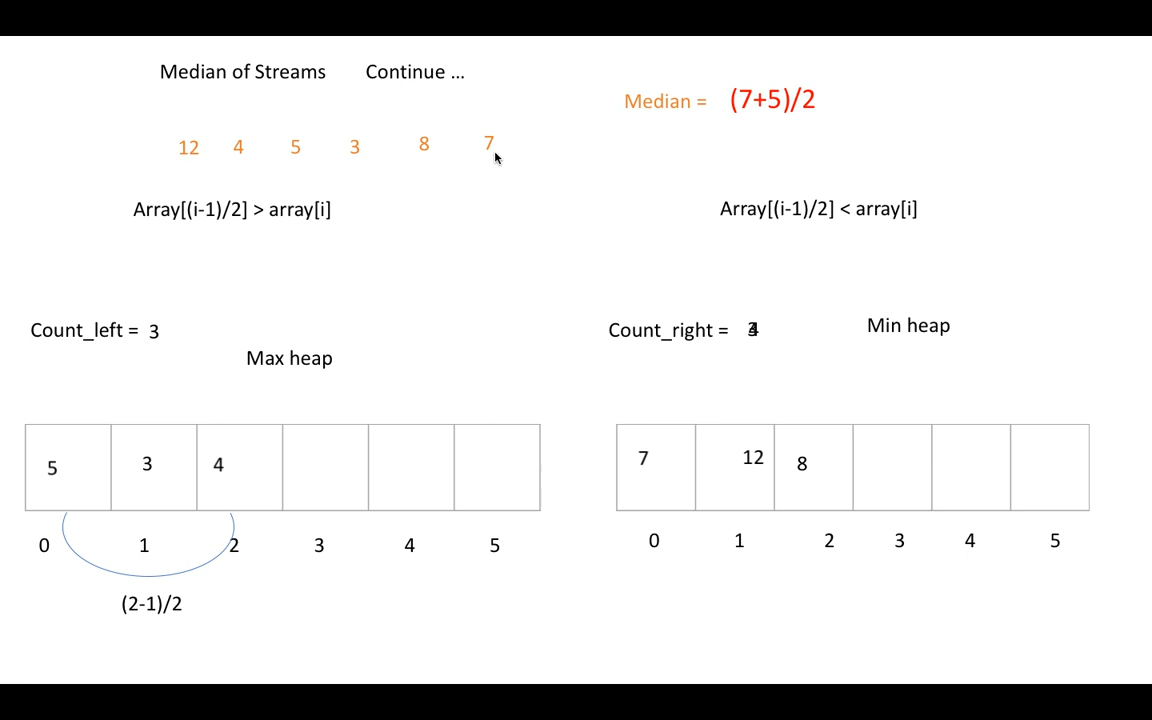 Median of Streams Continue ...
Median = (7+5)/2
12 4 5 3 8 7
Array[(i-1)/2] > array[i]
Array[(i-1)/2] < array[i]
Count_left = 3
Count_right =
Min heap
Max heap
5 3 4
7 12 8
0 1 2 3 4 5
0 1 2 3 4 5
(2-1)/2